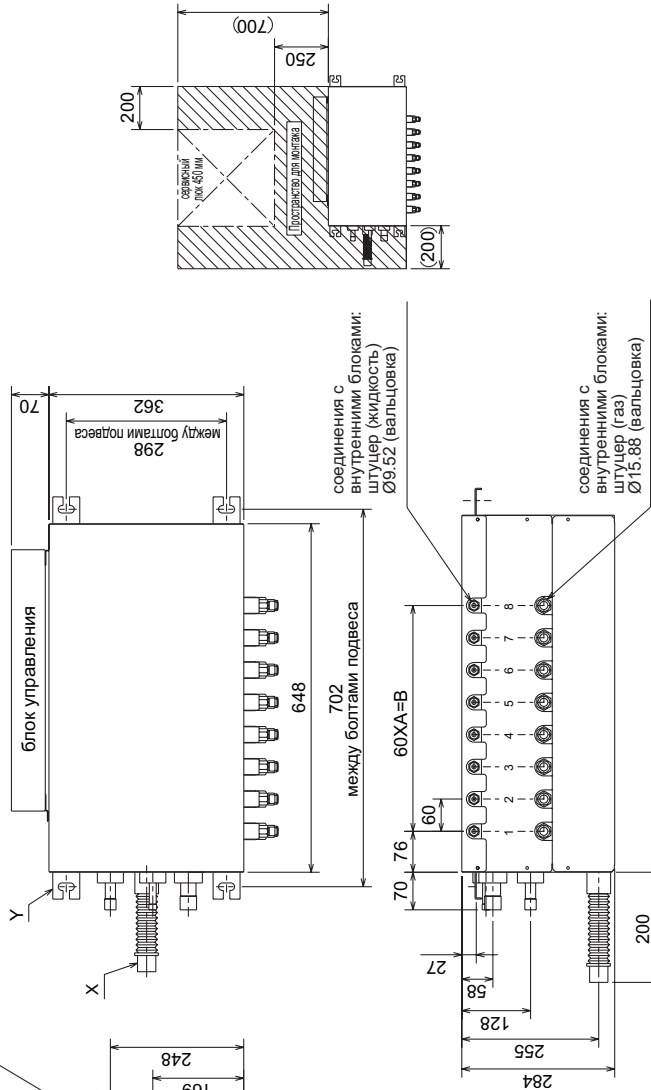 200
(700)
250
сервисный
люк 450 мм
Пространство для монтажа
(200)
блок управления
70
362
298
между болтами подвеса
Y
X
248
169
648
702
между болтами подвеса
соединения с
внутренними блоками:
штуцер (жидкость)
Ø9.52 (вальцовка)
60XA=B
60
76
70
27
58
128
255
284
200
1
2
3
4
5
6
7
8
соединения с
внутренними блоками:
штуцер (газ)
Ø15.88 (вальцовка)